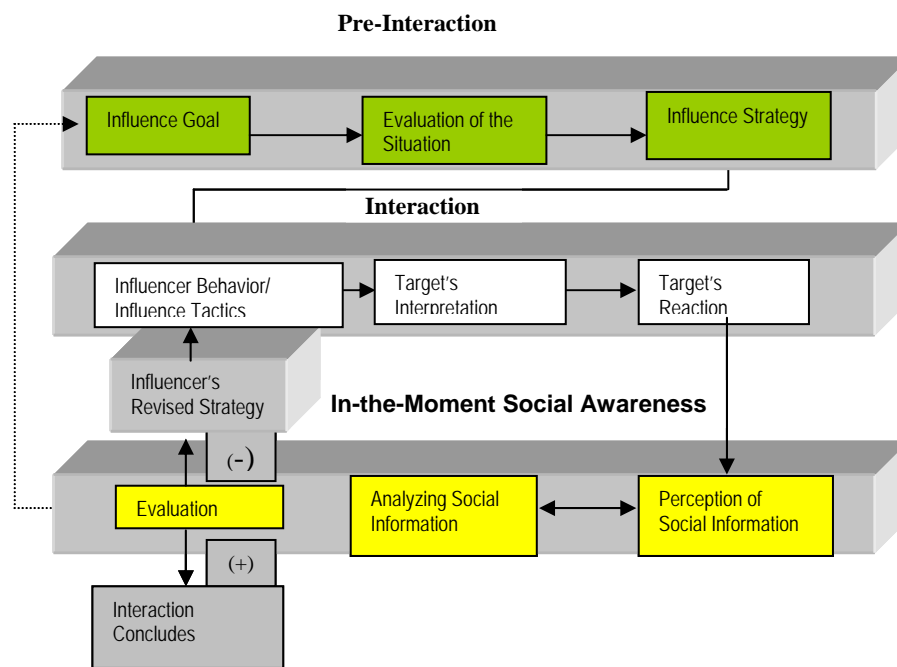 Pre-Interaction
Influence Goal
Evaluation of the
Situation
Influence Strategy
Interaction
Influencer Behavior/
Influence Tactics
Target's
Interpretation
Target's
Reaction
Influencer's
Revised Strategy
In-the-Moment Social Awareness
(-)
Evaluation
Analyzing Social
Information
Perception of
Social Information
(+)
Interaction
Concludes